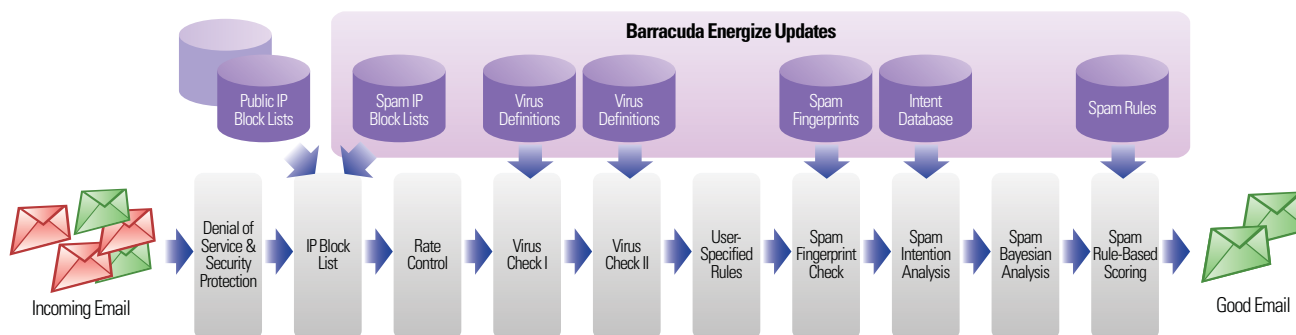 Barracuda Energize Updates
Public IP
Block Lists
Spam IP
Block Lists
Virus
Definitions
Virus
Definitions
Spam
Fingerprints
Intent
Database
Spam Rules
Incoming Email
Denial of
Service &
Security
Protection
IP Block
List
Rate
Control
Virus
Check I
Virus
Check II
User-
Specified
Rules
Spam
Fingerprint
Check
Spam
Intention
Analysis
Spam
Bayesian
Analysis
Spam
Rule-Based
Scoring
Good Email